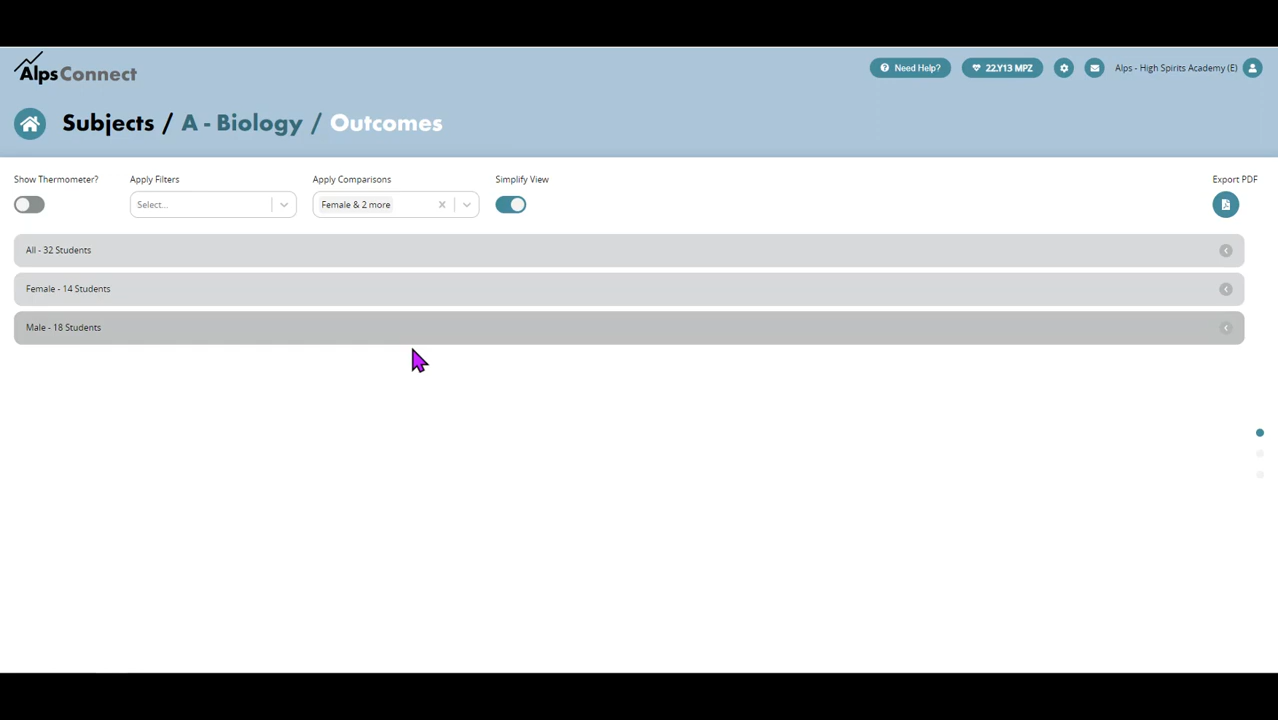 AlpsConnect
Need Help?
22.Y13 MPZ
Alps - High Spirits Academy (E)
Subjects / A - Biology / Outcomes
Show Thermometer?
Apply Filters
Apply Comparisons
Simplify View
Export PDF
Select...
Female & 2 more
All - 32 Students
Female - 14 Students
Male - 18 Students